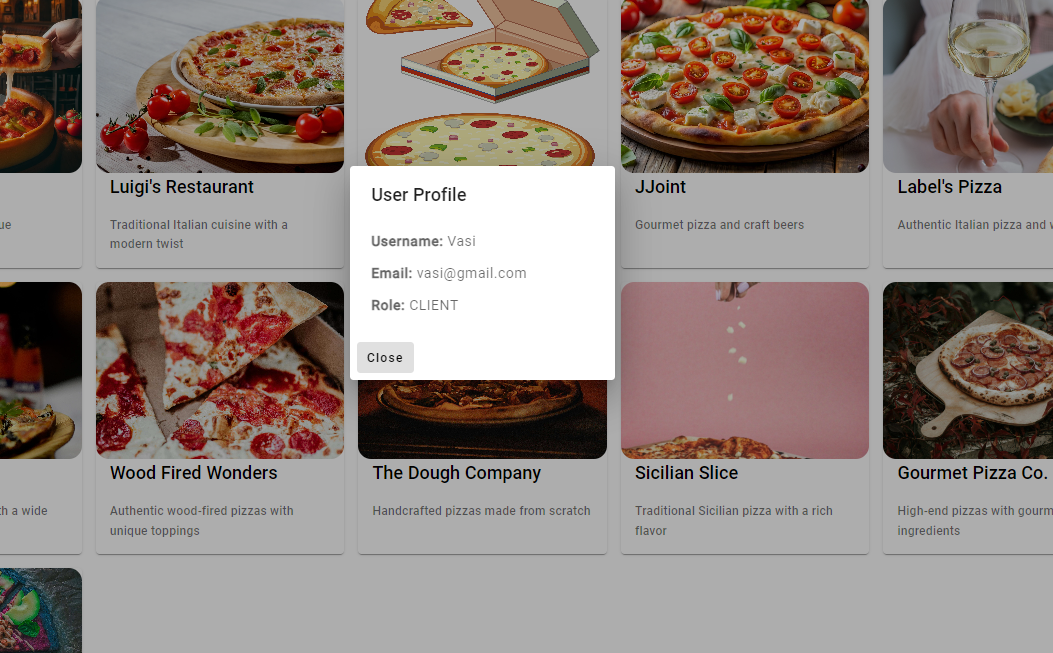 Luigi's Restaurant
Traditional Italian cuisine with a
modern twist
JJoint
Gourmet pizza and craft beers
Label's Pizza
Authentic Italian pizza and
User Profile
Username: Vasi
Email: vasi@gmail.com
Role: CLIENT
Close
a wide
Wood Fired Wonders
Authentic wood-fired pizzas with
unique toppings
The Dough Company
Handcrafted pizzas made from scratch
Sicilian Slice
Traditional Sicilian pizza with a rich
flavor
Gourmet Pizza Co.
High-end pizzas with gourm
ingredients